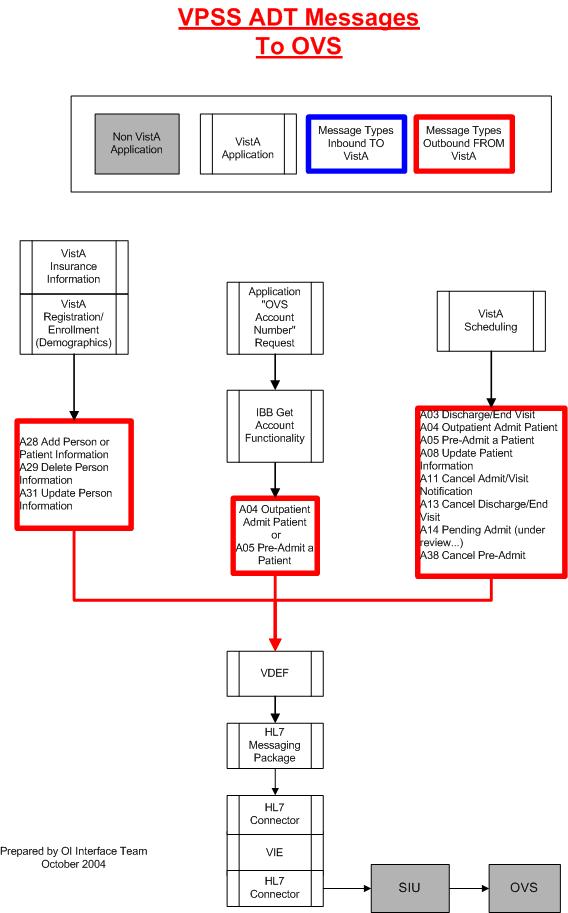 VPSS ADT Messages
To OVS
Non VistA
Application
VistA
Application
Message Types
Inbound TO
VistA
Message Types
Outbound FROM
VistA
VistA
Insurance
Information
VistA
Registration/
Enrollment
(Demographics)
Application
"OVS
Account
Number"
Request
VistA
Scheduling
IBB Get
Account
Functionality
A28 Add Person or
Patient Information
A29 Delete Person
Information
A31 Update Person
Information
A04 Outpatient
Admit Patient
or
A05 Pre-Admit a
Patient
A03 Discharge/End Visit
A04 Outpatient Admit Patient
A05 Pre-Admit a Patient
A08 Update Patient
Information
A11 Cancel Admit/Visit
Notification
A13 Cancel Discharge/End
Visit
A14 Pending Admit (under
review...)
A38 Cancel Pre-Admit
VDEF
HL7
Messaging
Package
HL7
Connector
VIE
HL7
Connector
SIU
OVS
Prepared by OI Interface Team
October 2004